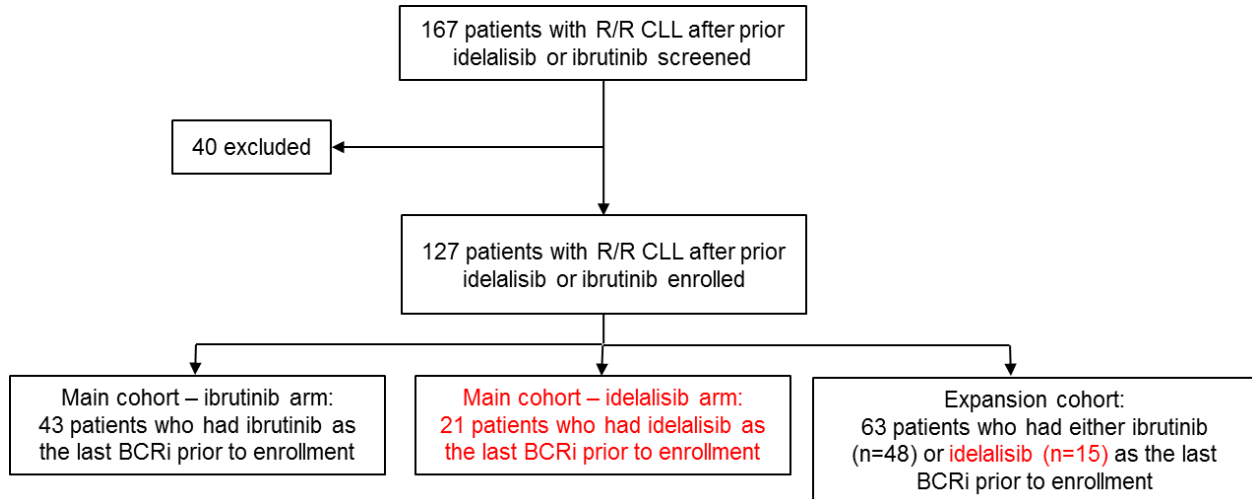 167 patients with R/R CLL after prior
idelalisib or ibrutinib screened
40 excluded
127 patients with R/R CLL after prior
idelalisib or ibrutinib enrolled
Main cohort – ibrutinib arm:
43 patients who had ibrutinib as
the last BCRi prior to enrollment
Main cohort – idelalisib arm:
21 patients who had idelalisib as
the last BCRi prior to enrollment
Expansion cohort:
63 patients who had either ibrutinib
(n=48) or idelalisib (n=15) as the last
BCRi prior to enrollment